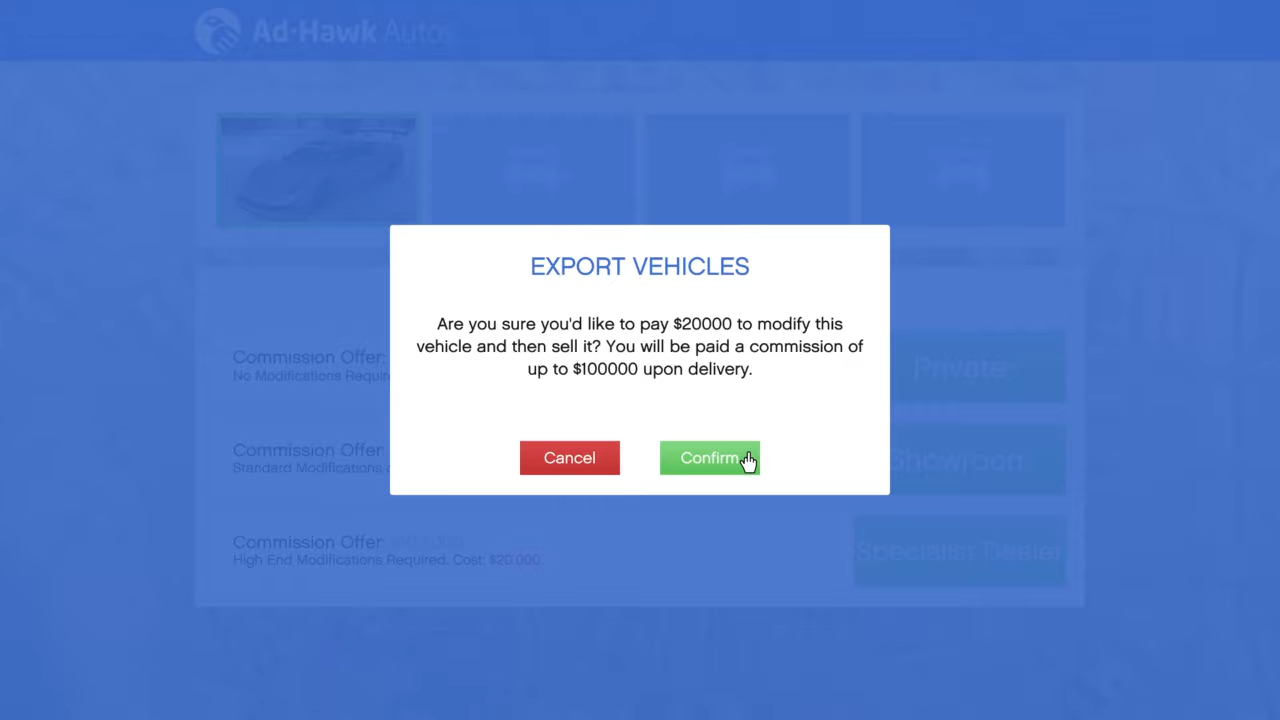 Ad-Hawk Autos
EXPORT VEHICLES
Are you sure you'd like to pay $20000 to modify this
vehicle and then sell it? You will be paid a commission of
up to $100000 upon delivery.
Cancel
Confirm
Commission Offer:
No Modifications Requir
Private
Commission Offer
Standard Modifications
Showroom
Commission Offer
High End Modifications Required. Cost: $20,000
Specialist Dealer